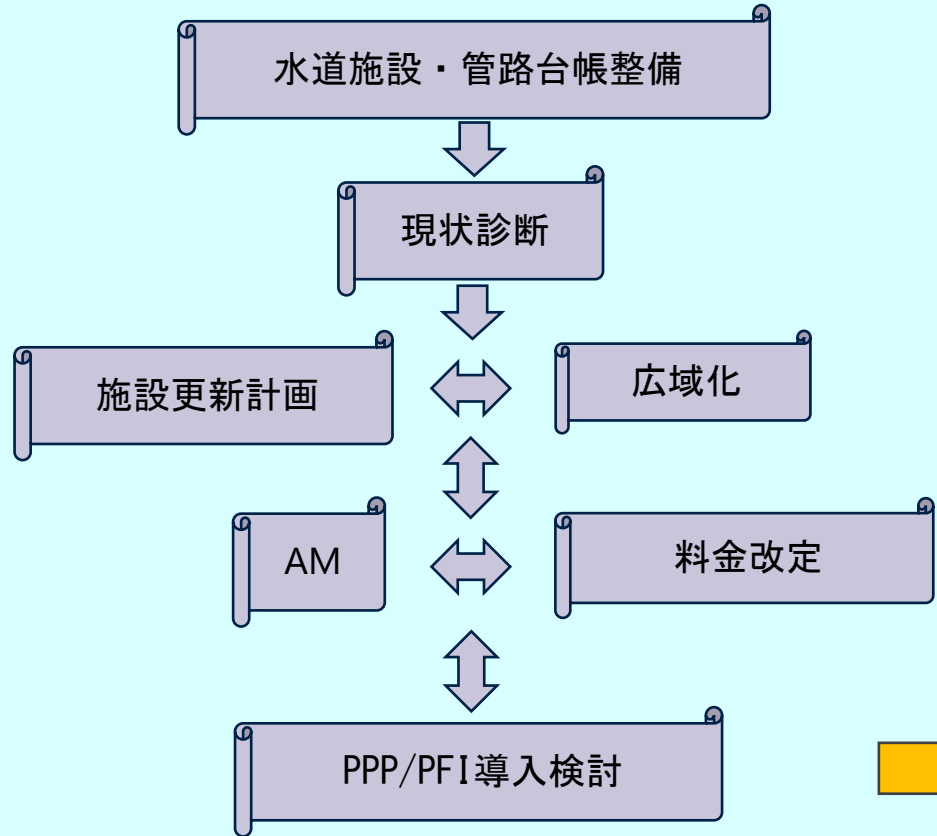 水道施設・管路台帳整備
現状診断
施設更新計画
広域化
AM
料金改定
PPP/PFI導入検討